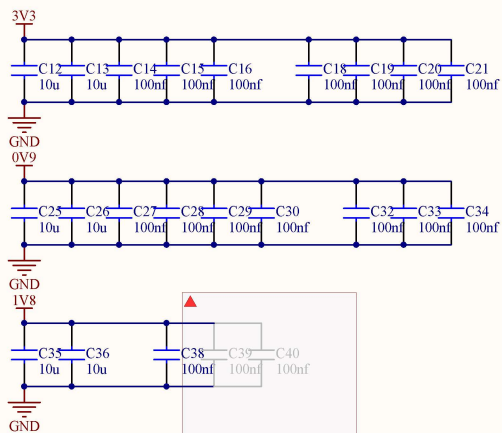 3V3
C12 C13 C14 C15 C16 C18 C19 C20 C21
10u 10u 100nf 100nf 100nf 100nf 100nf 100nf 100nf
GND
0V9
C25 C26 C27 C28 C29 C30 C32 C33 C34
10u 10u 100nf 100nf 100nf 100nf 100nf 100nf 100nf
GND
1V8
C35 C36 C38 C39 C40
10u 10u 100nf 100nf 100nf
GND